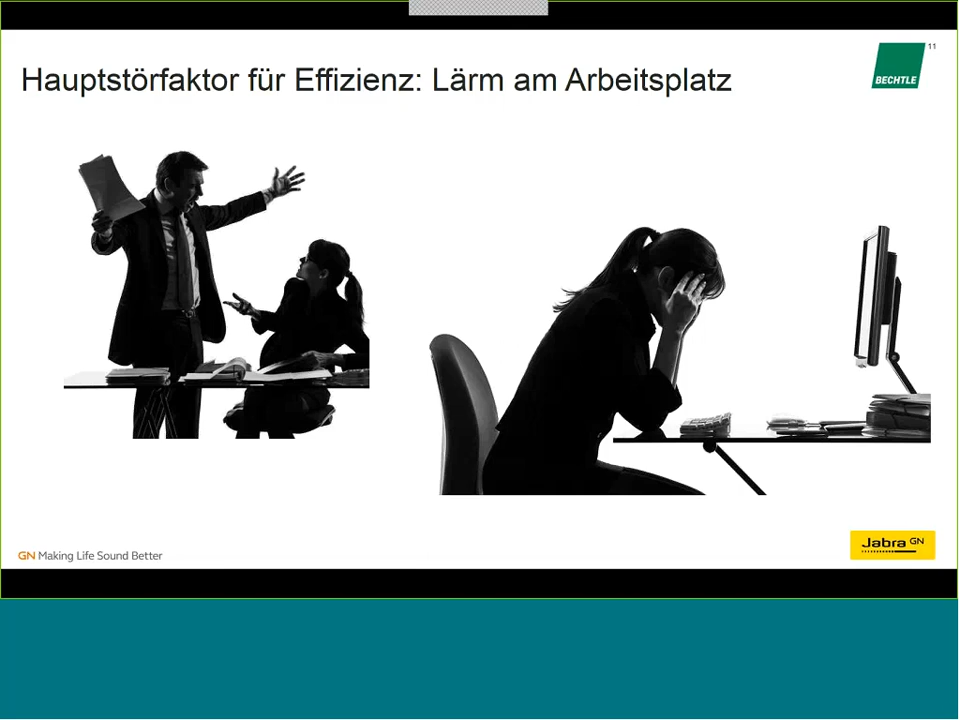 11
Hauptstörfaktor für Effizienz: Lärm am Arbeitsplatz
BECHTLE
GN Making Life Sound Better
Jabra GN